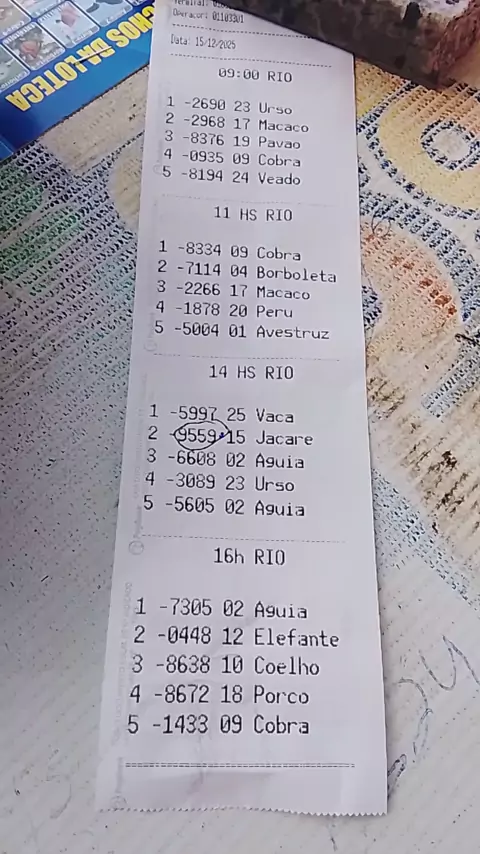 Operador: 01103301
Data: 15/12/2025
09:00 RIO
1 -2690 23 Urso
2 -2968 17 Macaco
3 -8376 19 Pavao
4 -0935 09 Cobra
5 -8194 24 Veado
11 HS RIO
1 -8334 09 Cobra
2 -7114 04 Borboleta
3 -2266 17 Macaco
4 -1878 20 Peru
5 -5004 01 Avestruz
14 HS RIO
1 -5997 25 Vaca
2 -9559 15 Jacare
3 -6608 02 Aguia
4 -3089 23 Urso
5 -5605 02 Aguia
16h RIO
1 -7305 02 Aguia
2 -0448 12 Elefante
3 -8638 10 Coelho
4 -8672 18 Porco
5 -1433 09 Cobra
CHOS DA LOTECA